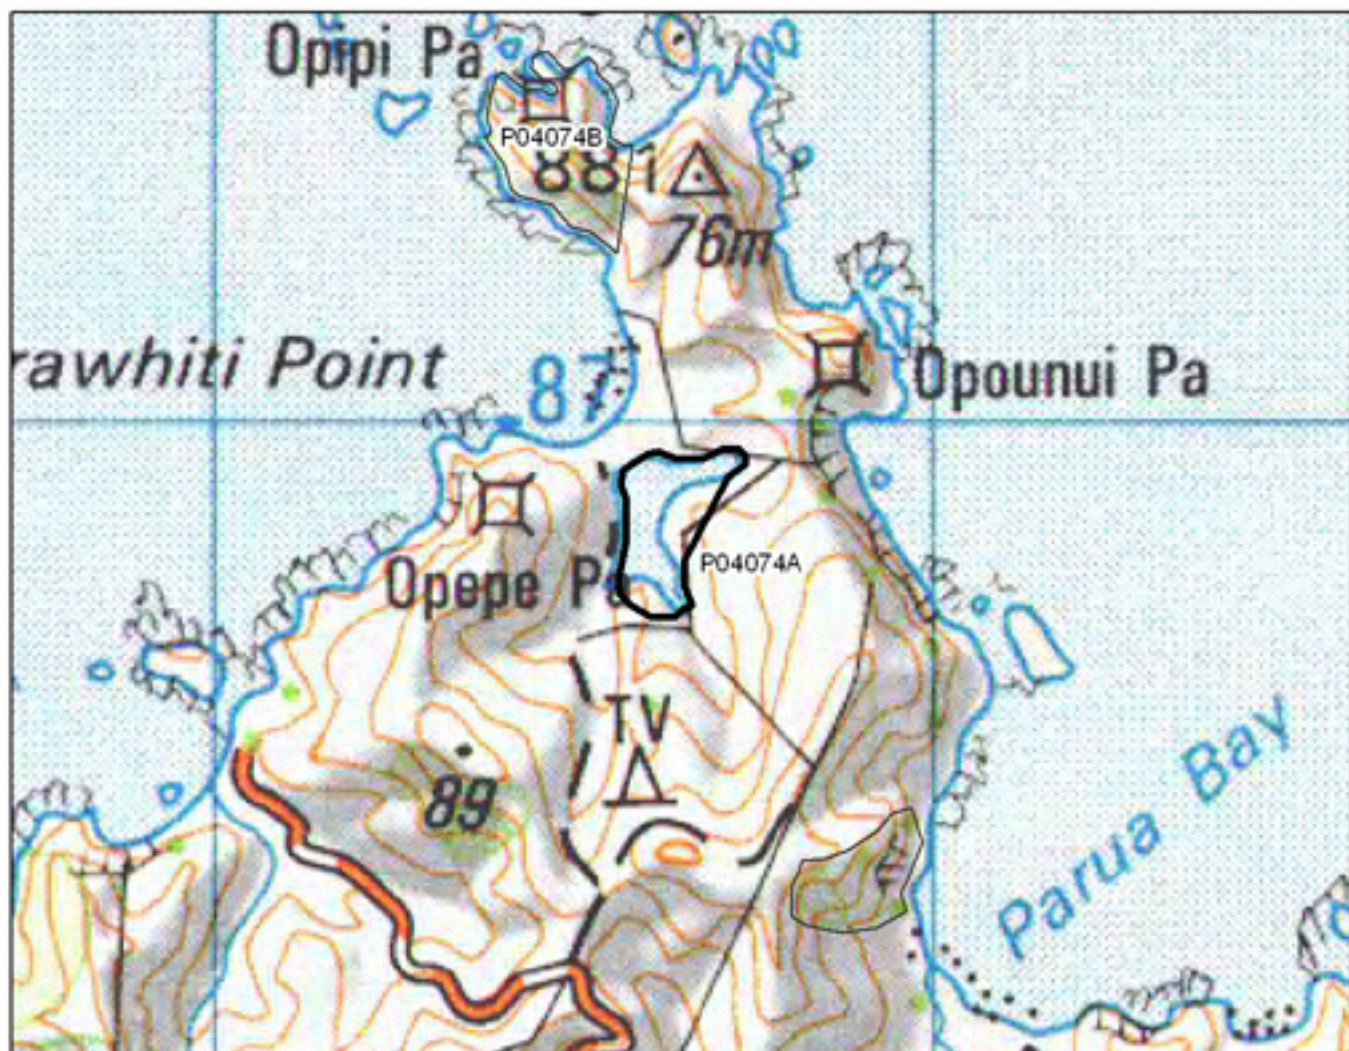 Opipi Pa
P04074B
881
76m
rawhiti Point
87
Opounui Pa
P04074A
Opepe Pa
TV
89
Parua Bay